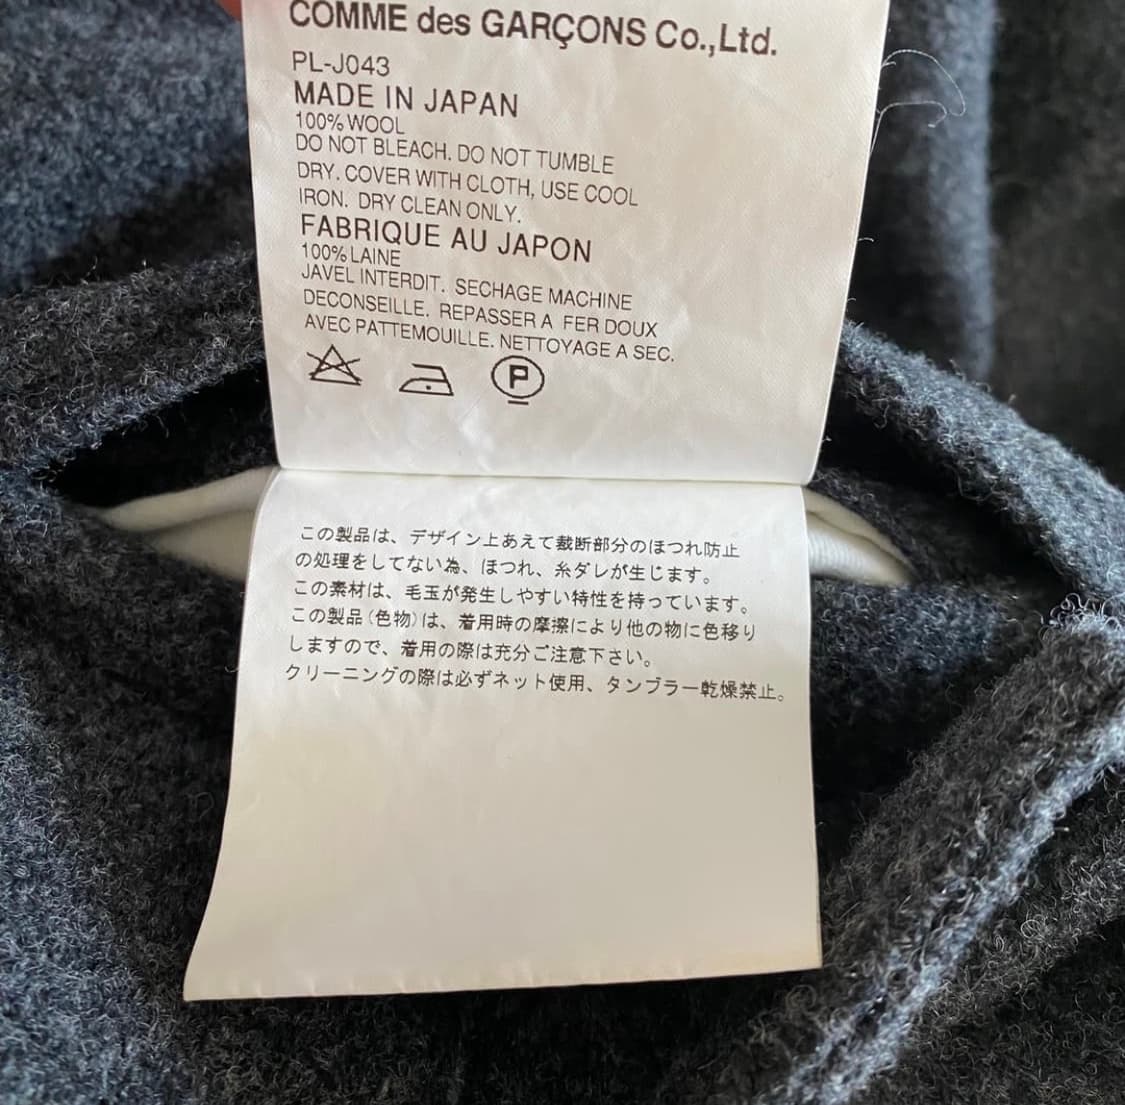 COMME des GARÇONS Co.,Ltd.
PL-J043
MADE IN JAPAN
100% WOOL
DO NOT BLEACH. DO NOT TUMBLE
DRY. COVER WITH CLOTH, USE COOL
IRON. DRY CLEAN ONLY.
FABRIQUE AU JAPON
100% LAINE
JAVEL INTERDIT. SECHAGE MACHINE
DECONSEILLE. REPASSER A FER DOUX
AVEC PATTEMOUILLE. NETTOYAGE A SEC.
P
この製品は、デザイン上あえて裁断部分のほつれ防止
の処理をしてない為、ほつれ、糸ダレが生じます。
この素材は、毛玉が発生しやすい特性を持っています。
この製品(色物)は、着用時の摩擦により他の物に色移り
しますので、着用の際は充分ご注意下さい。
クリーニングの際は必ずネット使用、タンブラー乾燥禁止。